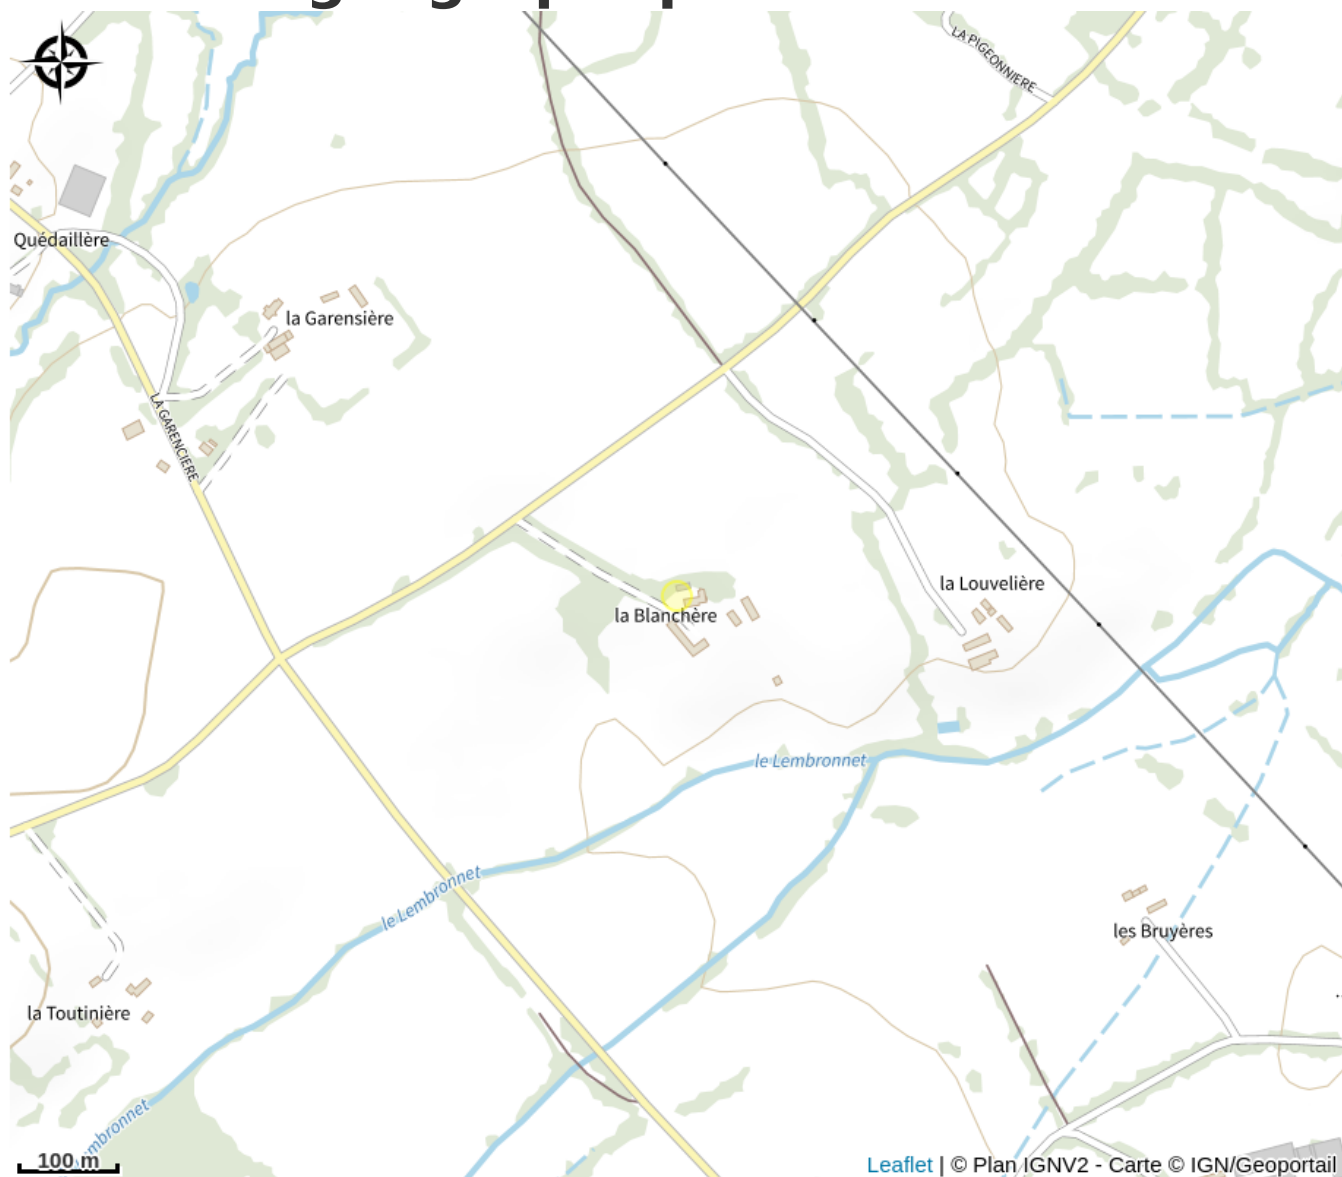 LA PIGEONNIERE
Quédaillère
la Garensière
LA GARENCIERE
la Louvelière
la Blanchère
le Lembronnet
le Lembronnet
les Bruyères
la Toutinière
embronnet
100 m
Leaflet | © Plan IGNV2 - Carte © IGN/Geoportail